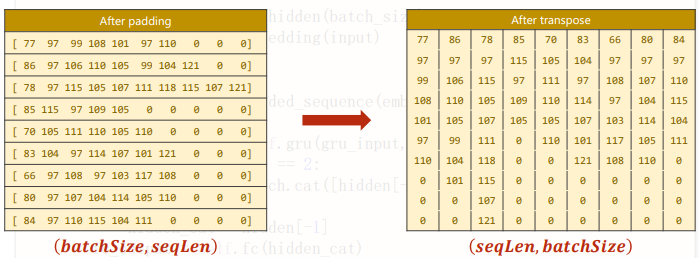 hidden(batch_siz
edding(input)
ded_sequence(emb
.gru(gru_input,
== 2:
ch.cat([hidden[-
hidden[-1]
.fc(hidden_cat)
After padding
[ 77 97 99 108 101 97 110 0 0 0]
[ 86 97 106 110 105 99 104 121 0 0]
[ 78 97 115 105 107 111 118 115 107 121]
[ 85 115 97 109 105 0 0 0 0 0]
[ 70 105 111 110 105 110 0 0 0 0]
[ 83 104 97 114 107 101 121 0 0 0]
[ 66 97 108 97 103 117 108 0 0 0]
[ 80 97 107 104 114 105 110 0 0 0]
[ 84 97 110 115 104 111 0 0 0 0]
(batchSize, seqLen)
After transpose
77 86 78 85 70 83 66 80 84
97 97 97 115 105 104 97 97 97
99 106 115 97 111 97 108 107 110
108 110 105 109 110 114 97 104 115
101 105 107 105 105 107 103 114 104
97 99 111 0 110 101 117 105 111
110 104 118 0 0 121 108 110 0
0 101 115 0 0 0 0 0 0
0 0 107 0 0 0 0 0 0
0 0 121 0 0 0 0 0 0
(seqLen, batchSize)